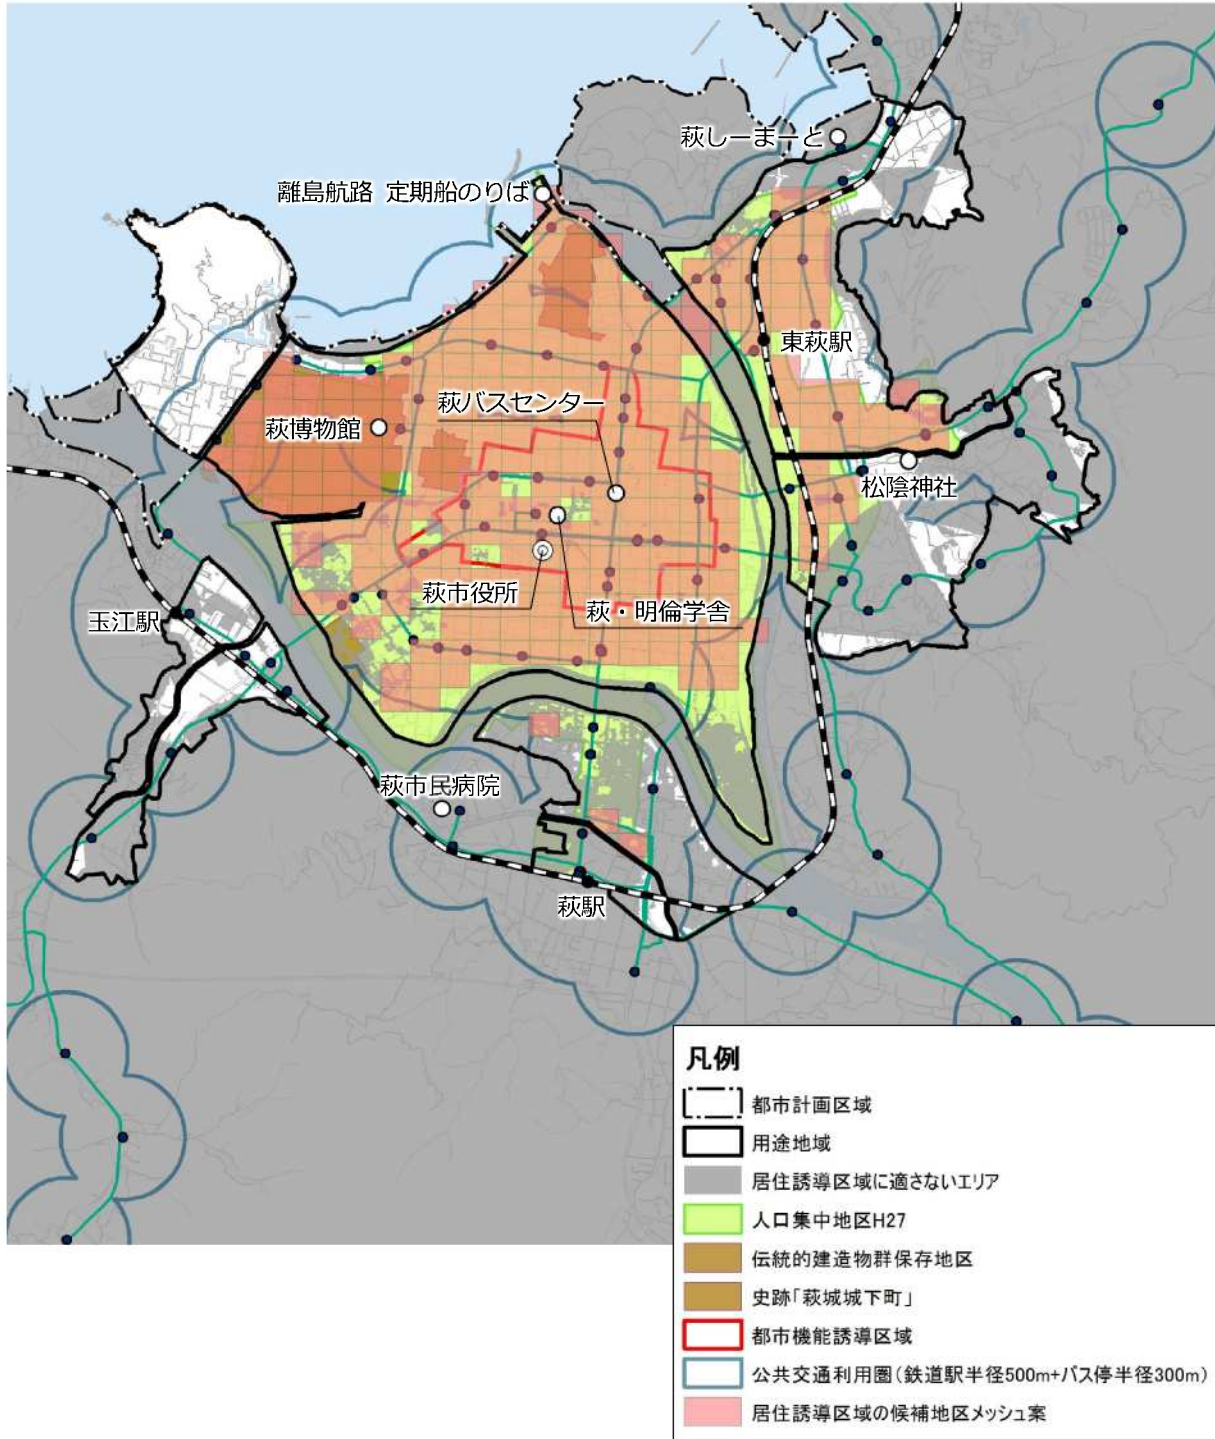 萩しーまーと
離島航路 定期船のりば
東萩駅
萩バスセンター
萩博物館
松陰神社
萩市役所
萩・明倫学舎
玉江駅
萩市民病院
萩駅
凡例
都市計画区域
用途地域
居住誘導区域に適さないエリア
人口集中地区H27
伝統的建造物群保存地区
史跡「萩城城下町」
都市機能誘導区域
公共交通利用圏(鉄道駅半径500m+バス停半径300m)
居住誘導区域の候補地区メッシュ案